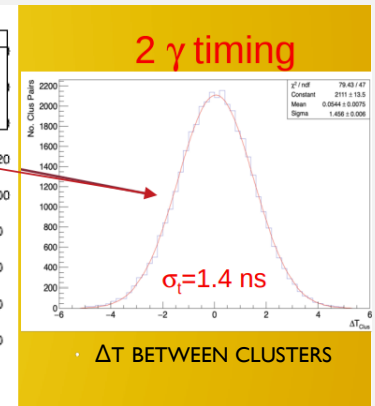 2 γ timing
No. Clus Pairs
χ² / ndf 79.43 / 47
Constant 2111 ± 13.5
Mean 0.0544 ± 0.0075
Sigma 1.456 ± 0.006
2200
2000
1800
1600
1400
1200
1000
800
600
400
200
0
σt=1.4 ns
-6 -4 -2 0 2 4 6
ΔT Clus
· ΔT BETWEEN CLUSTERS